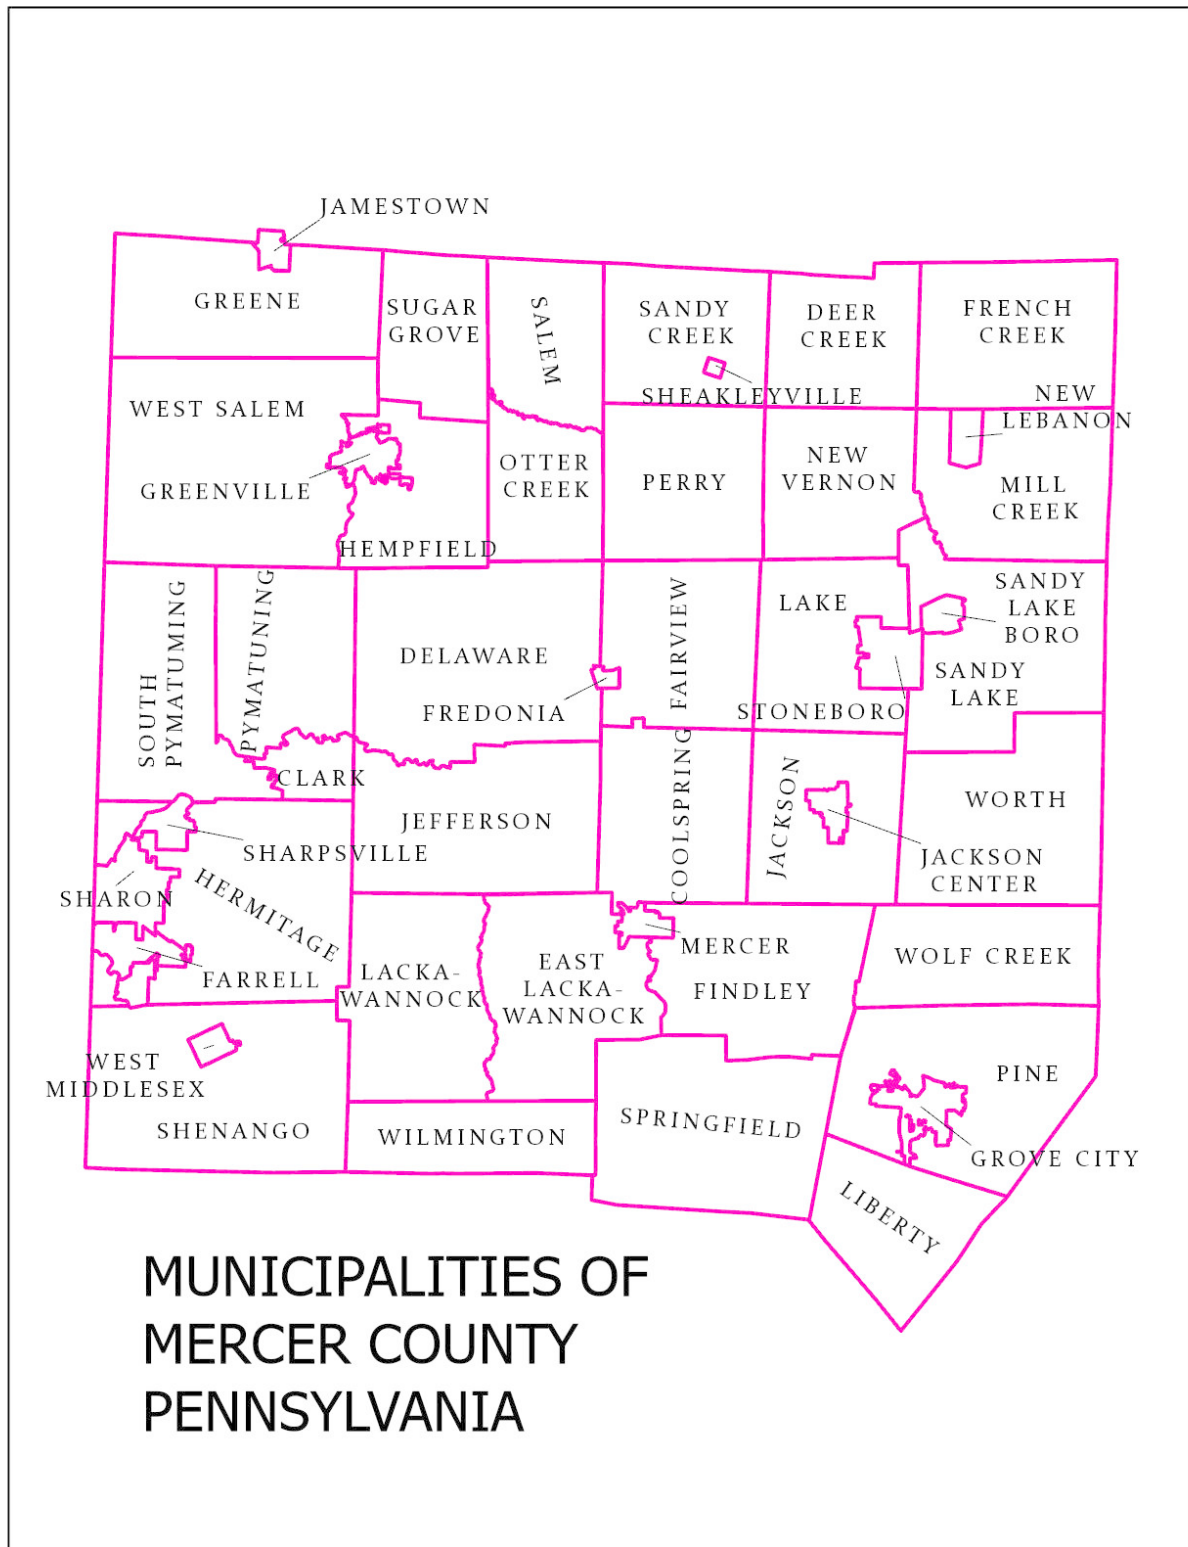 JAMESTOWN
GREENE
SUGAR
GROVE
SALEM
SANDY
CREEK
DEER
CREEK
FRENCH
CREEK
SHEAKLEYVILLE
WEST SALEM
NEW
LEBANON
GREENVILLE
OTTER
CREEK
PERRY
NEW
VERNON
MILL
CREEK
HEMPFIELD
SOUTH
PYMATUMING
PYMATUNING
DELAWARE
FREDONIA
FAIRVIEW
LAKE
SANDY
LAKE
BORO
SANDY
LAKE
STONEBORO
CLARK
JEFFERSON
COOLSPRING
JACKSON
WORTH
JACKSON
CENTER
SHARPSVILLE
SHARON
HERMITAGE
FARRELL
LACKA-
WANNOCK
EAST
LACKA-
WANNOCK
MERCER
FINDLEY
WOLF CREEK
WEST
MIDDLESEX
SHENANGO
WILMINGTON
SPRINGFIELD
PINE
GROVE CITY
LIBERTY
MUNICIPALITIES OF
MERCER COUNTY
PENNSYLVANIA